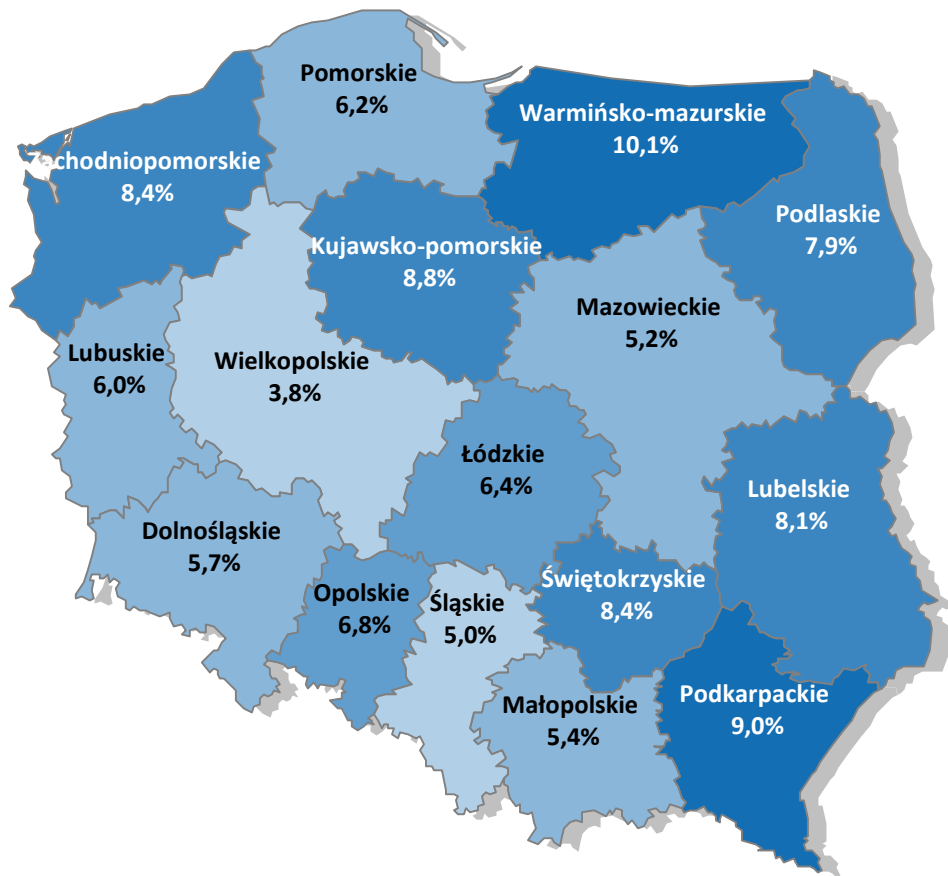 Pomorskie
6,2%
Warmińsko-mazurskie
10,1%
Zachodniopomorskie
8,4%
Podlaskie
7,9%
Kujawsko-pomorskie
8,8%
Mazowieckie
5,2%
Lubuskie
6,0%
Wielkopolskie
3,8%
Łódzkie
6,4%
Lubelskie
8,1%
Dolnośląskie
5,7%
Opolskie
6,8%
Śląskie
5,0%
Świętokrzyskie
8,4%
Małopolskie
5,4%
Podkarpackie
9,0%